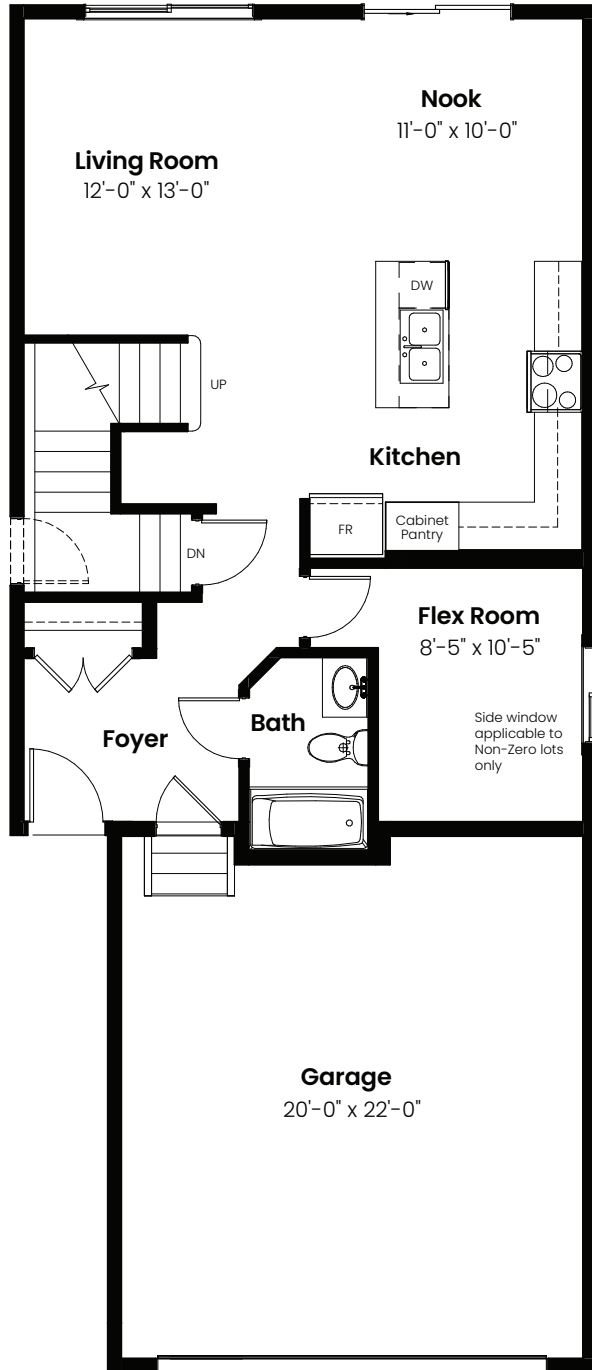 Nook
11'-0" x 10'-0"
Living Room
12'-0" x 13'-0"
DW
UP
Kitchen
FR
Cabinet
Pantry
DN
Flex Room
8'-5" x 10'-5"
Side window
applicable to
Non-Zero lots
only
Bath
Foyer
Garage
20'-0" x 22'-0"